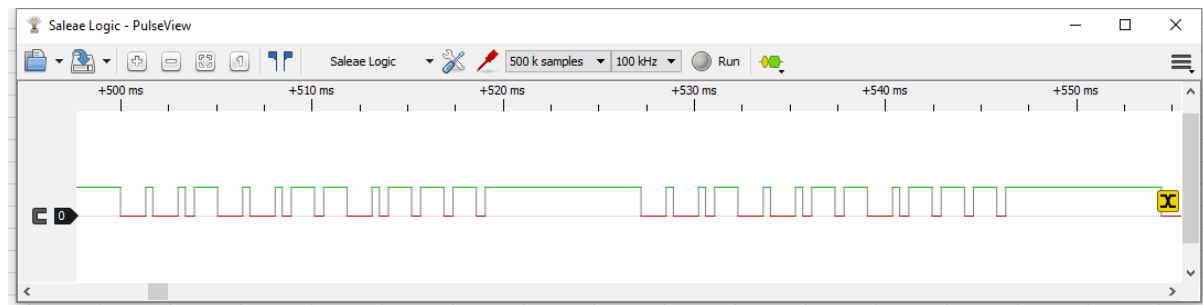 Saleae Logic - PulseView
Saleae Logic 500 k samples 100 kHz Run
+500 ms +510 ms +520 ms +530 ms +540 ms +550 ms
0